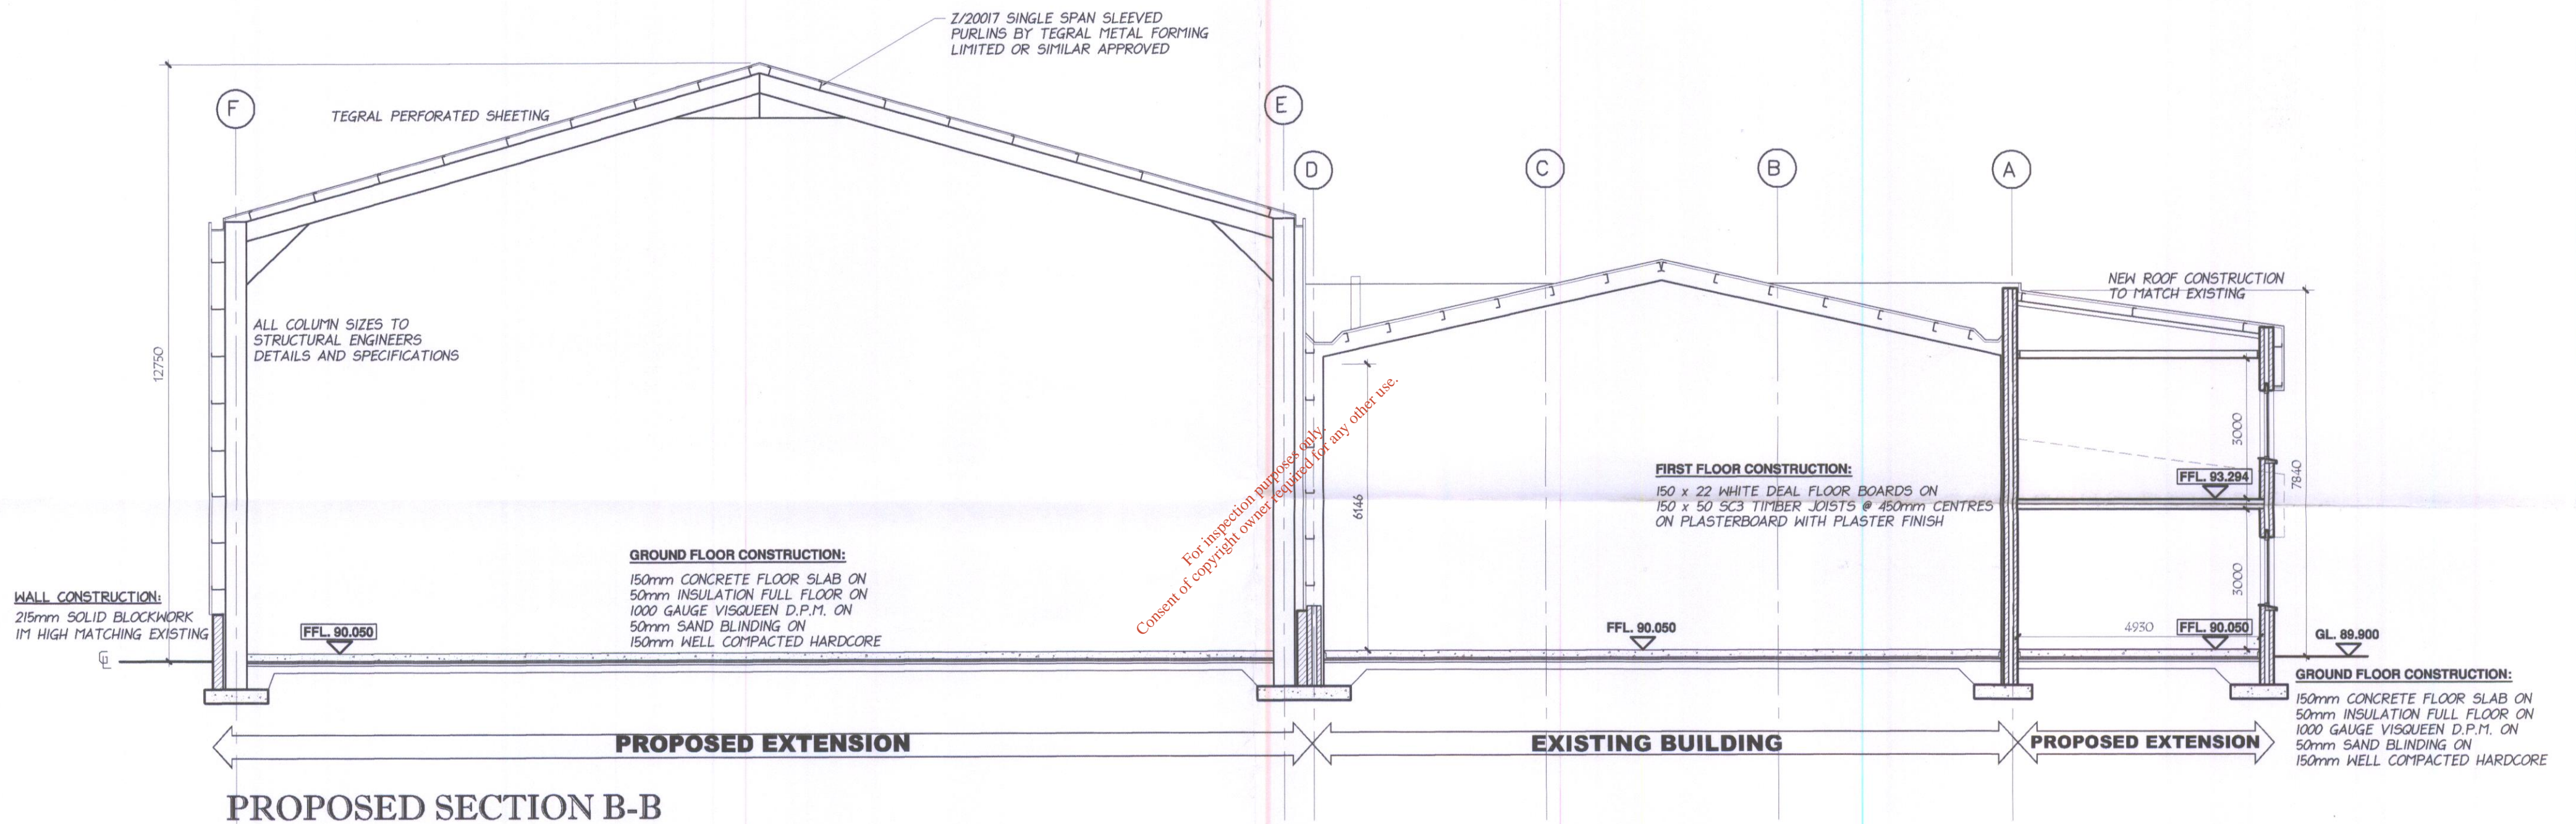 Z/20017 SINGLE SPAN SLEEVED
PURLINS BY TEGRAL METAL FORMING
LIMITED OR SIMILAR APPROVED
F
TEGRAL PERFORATED SHEETING
E
D
C
B
A
NEW ROOF CONSTRUCTION
TO MATCH EXISTING
ALL COLUMN SIZES TO
STRUCTURAL ENGINEERS
DETAILS AND SPECIFICATIONS
12750
6146
3000
7840
For inspection purposes only.
Consent of copyright owner required for any other use.
FIRST FLOOR CONSTRUCTION:
150 x 22 WHITE DEAL FLOOR BOARDS ON
150 x 50 SC3 TIMBER JOISTS @ 450mm CENTRES
ON PLASTERBOARD WITH PLASTER FINISH
FFL. 93.294
3000
GROUND FLOOR CONSTRUCTION:
150mm CONCRETE FLOOR SLAB ON
50mm INSULATION FULL FLOOR ON
1000 GAUGE VISQUEEN D.P.M. ON
50mm SAND BLINDING ON
150mm WELL COMPACTED HARDCORE
WALL CONSTRUCTION:
215mm SOLID BLOCKWORK
1M HIGH MATCHING EXISTING
GL
FFL. 90.050
FFL. 90.050
4930
FFL. 90.050
GL. 89.900
GROUND FLOOR CONSTRUCTION:
150mm CONCRETE FLOOR SLAB ON
50mm INSULATION FULL FLOOR ON
1000 GAUGE VISQUEEN D.P.M. ON
50mm SAND BLINDING ON
150mm WELL COMPACTED HARDCORE
PROPOSED EXTENSION
EXISTING BUILDING
PROPOSED EXTENSION
PROPOSED SECTION B-B